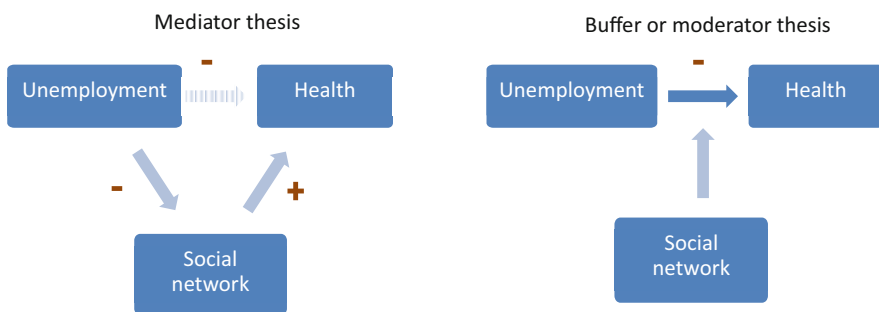 Mediator thesis
-
Unemployment
Health
-
+
Social
network
Buffer or moderator thesis
-
Unemployment
Health
Social
network